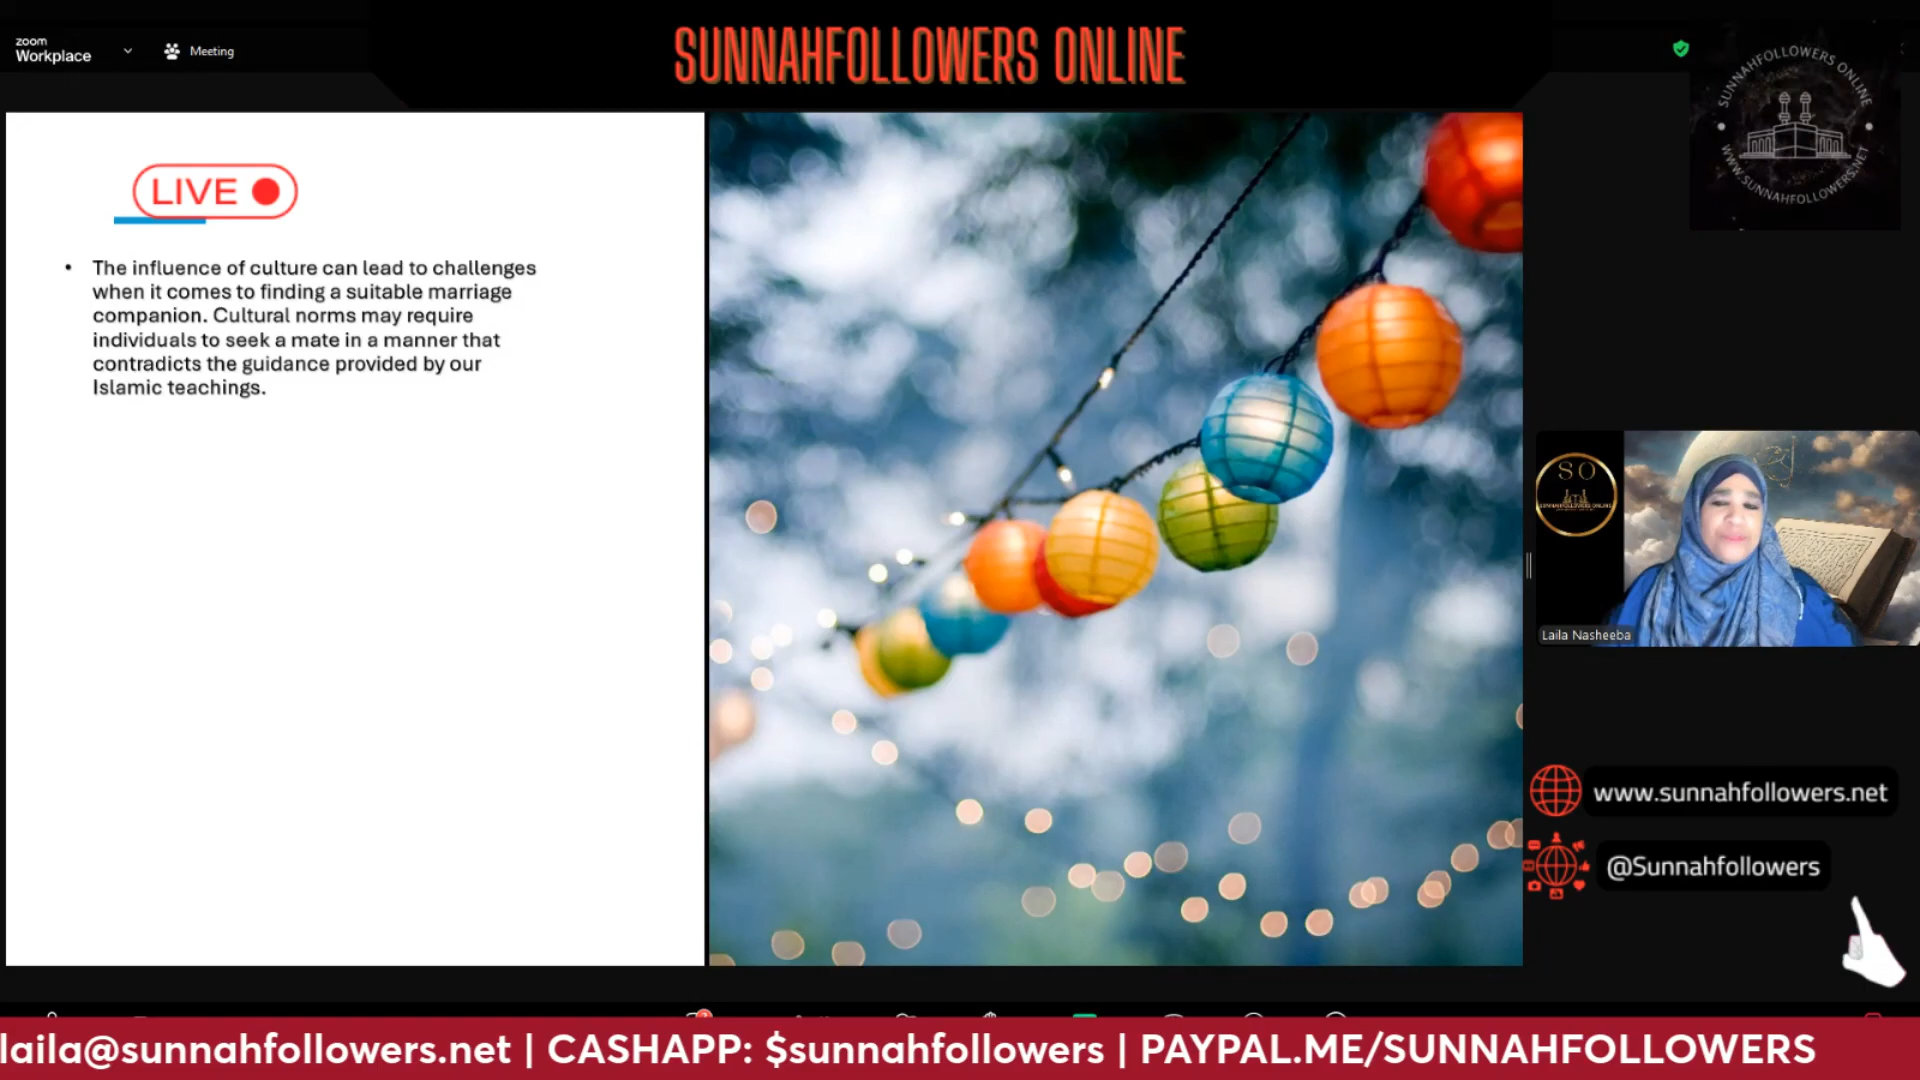 SUNNAHFOLLOWERS ONLINE
zoom
Workplace
Meeting
SUNNAHFOLLOWERS ONLINE
WWW.SUNNAHFOLLOWERS.NET
LIVE
• The influence of culture can lead to challenges
when it comes to finding a suitable marriage
companion. Cultural norms may require
individuals to seek a mate in a manner that
contradicts the guidance provided by our
Islamic teachings.
S O
SUNNAHFOLLOWERS ONLINE
Laila Nasheeba
www.sunnahfollowers.net
@Sunnahfollowers
laila@sunnahfollowers.net | CASHAPP: $sunnahfollowers | PAYPAL.ME/SUNNAHFOLLOWERS